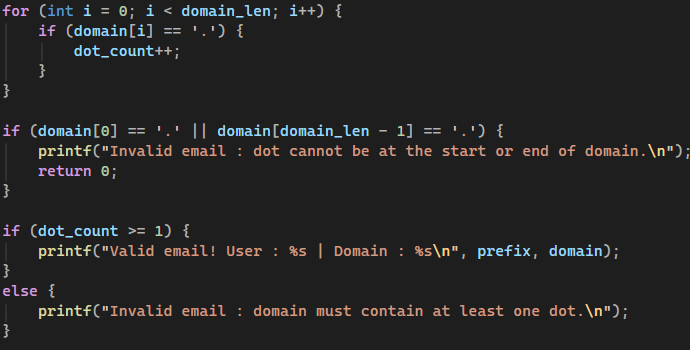 for (int i = 0; i < domain_len; i++) {
    if (domain[i] == '.') {
        dot_count++;
    }
}

if (domain[0] == '.' || domain[domain_len - 1] == '.') {
    printf("Invalid email : dot cannot be at the start or end of domain.\n");
    return 0;
}

if (dot_count >= 1) {
    printf("Valid email! User : %s | Domain : %s\n", prefix, domain);
}
else {
    printf("Invalid email : domain must contain at least one dot.\n");
}